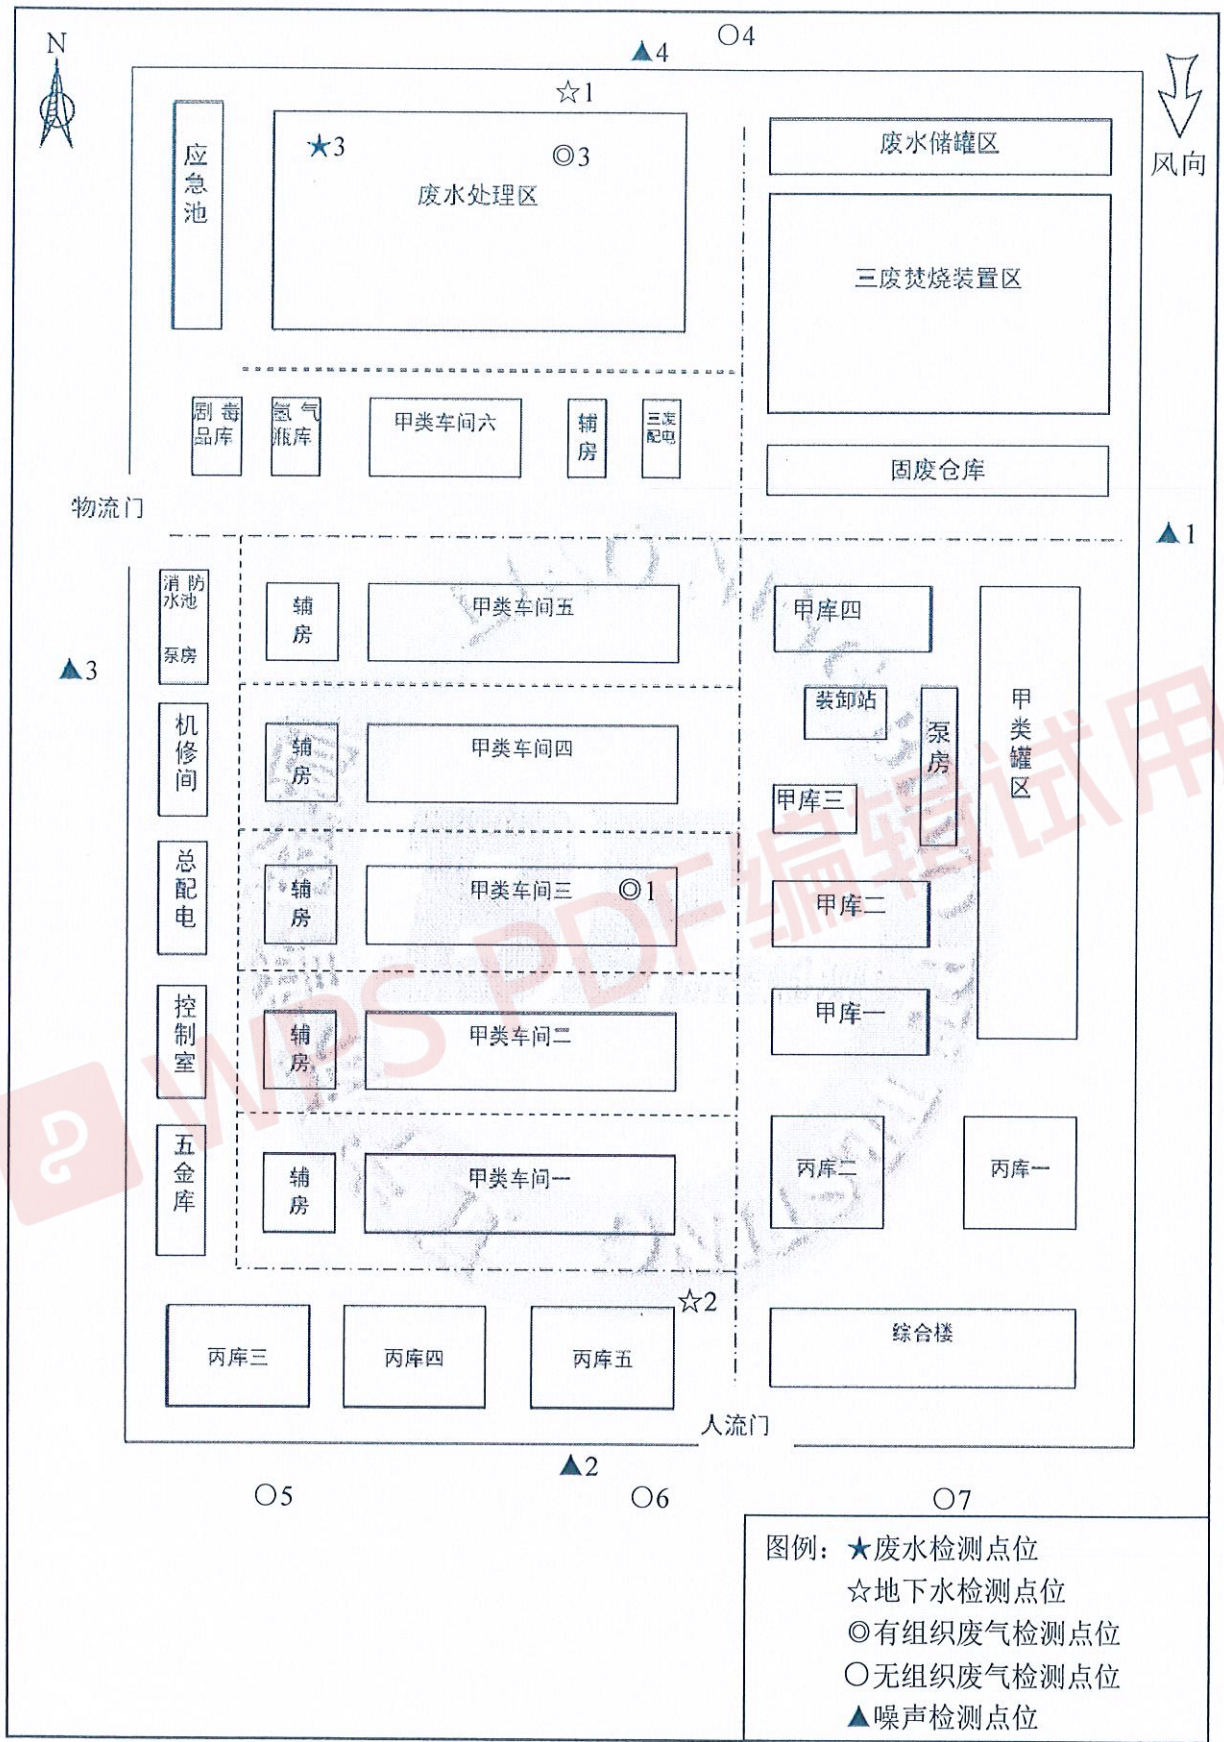 N
▲4
○4
☆1
风向
应急池
★3
◎3
废水处理区
废水储罐区
三废焚烧装置区
剧毒
品库
氢气
瓶库
甲类车间六
辅房
三废
配电
固废仓库
物流门
▲1
消防
水池
泵房
辅房
甲类车间五
甲库四
▲3
机修间
辅房
甲类车间四
装卸站
泵房
甲类罐区
甲库三
总配电
辅房
甲类车间三
◎1
甲库二
控制室
辅房
甲类车间二
甲库一
五金库
辅房
甲类车间一
丙库二
丙库一
☆2
丙库三
丙库四
丙库五
综合楼
人流门
▲2
○5
○6
○7
图例：★废水检测点位
☆地下水检测点位
◎有组织废气检测点位
○无组织废气检测点位
▲噪声检测点位
WPS PDF编辑试用